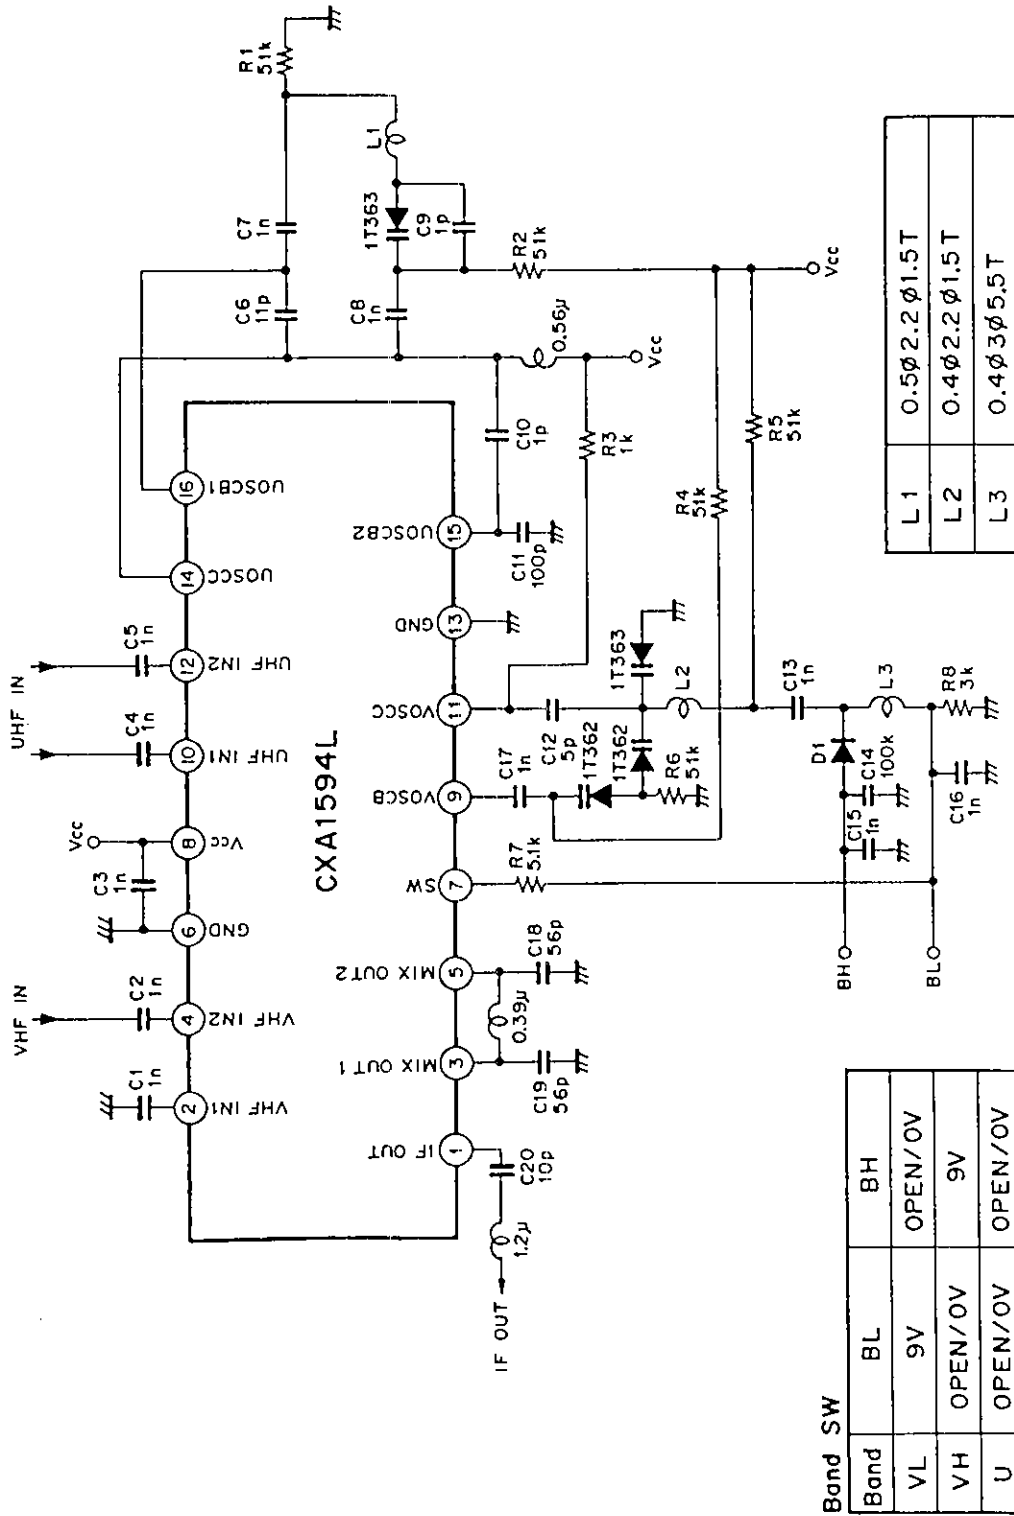 VHF IN
UHF IN
C1
1n
C2
1n
C3
1n
Vcc
C4
1n
C5
1n
2
4
6
8
10
12
14
16
VHF IN1
VHF IN2
GND
Vcc
UHF IN1
UHF IN2
UOSCC
UOSCB1
CXA1594L
IF OUT
MIX OUT1
MIX OUT2
SW
VOSCB
VOSCC
GND
UOSCB2
1
3
5
7
9
11
13
15
R1
51k
C7
1n
C6
11p
L1
1T363
C9
1p
C8
1n
R2
51k
0.56μ
Vcc
Vcc
C10
1p
C11
100p
R3
1k
R4
51k
R5
51k
IF OUT
1.2μ
C20
10p
C19
56p
0.39μ
C18
56p
R7
5.1k
C17
1n
C12
5p
1T362
1T362
R6
51k
1T363
L2
C13
1n
D1
L3
C14
100k
C15
1n
C16
1n
R8
3k
BH
BL
Band SW
Band BL BH
VL 9V OPEN/0V
VH OPEN/0V 9V
U OPEN/0V OPEN/0V
L1 0.5ø2.2ø1.5T
L2 0.4ø2.2ø1.5T
L3 0.4ø3ø5.5T